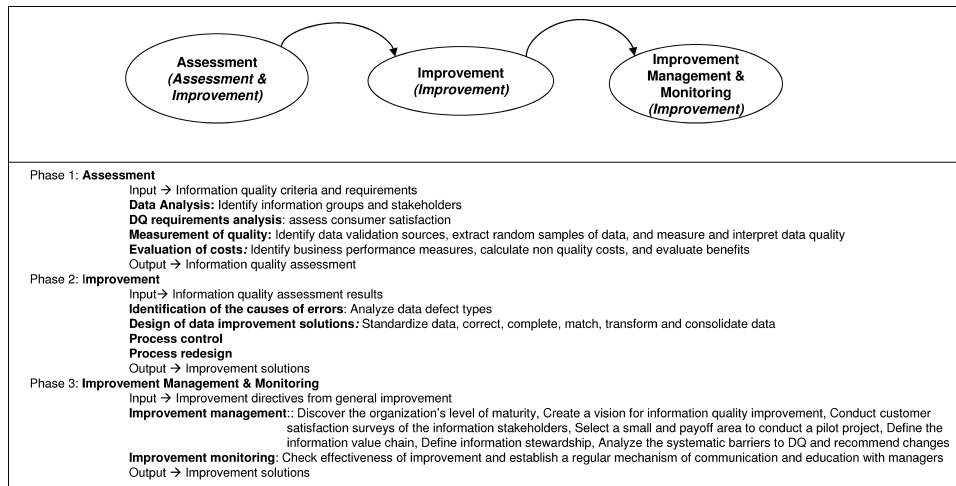 Assessment
(Assessment &
Improvement)
Improvement
(Improvement)
Improvement
Management &
Monitoring
(Improvement)
Phase 1: Assessment
Input → Information quality criteria and requirements
Data Analysis: Identify information groups and stakeholders
DQ requirements analysis: assess consumer satisfaction
Measurement of quality: Identify data validation sources, extract random samples of data, and measure and interpret data quality
Evaluation of costs: Identify business performance measures, calculate non quality costs, and evaluate benefits
Output → Information quality assessment
Phase 2: Improvement
Input→ Information quality assessment results
Identification of the causes of errors: Analyze data defect types
Design of data improvement solutions: Standardize data, correct, complete, match, transform and consolidate data
Process control
Process redesign
Output → Improvement solutions
Phase 3: Improvement Management & Monitoring
Input → Improvement directives from general improvement
Improvement management:: Discover the organization's level of maturity, Create a vision for information quality improvement, Conduct customer
satisfaction surveys of the information stakeholders, Select a small and payoff area to conduct a pilot project, Define the
information value chain, Define information stewardship, Analyze the systematic barriers to DQ and recommend changes
Improvement monitoring: Check effectiveness of improvement and establish a regular mechanism of communication and education with managers
Output → Improvement solutions